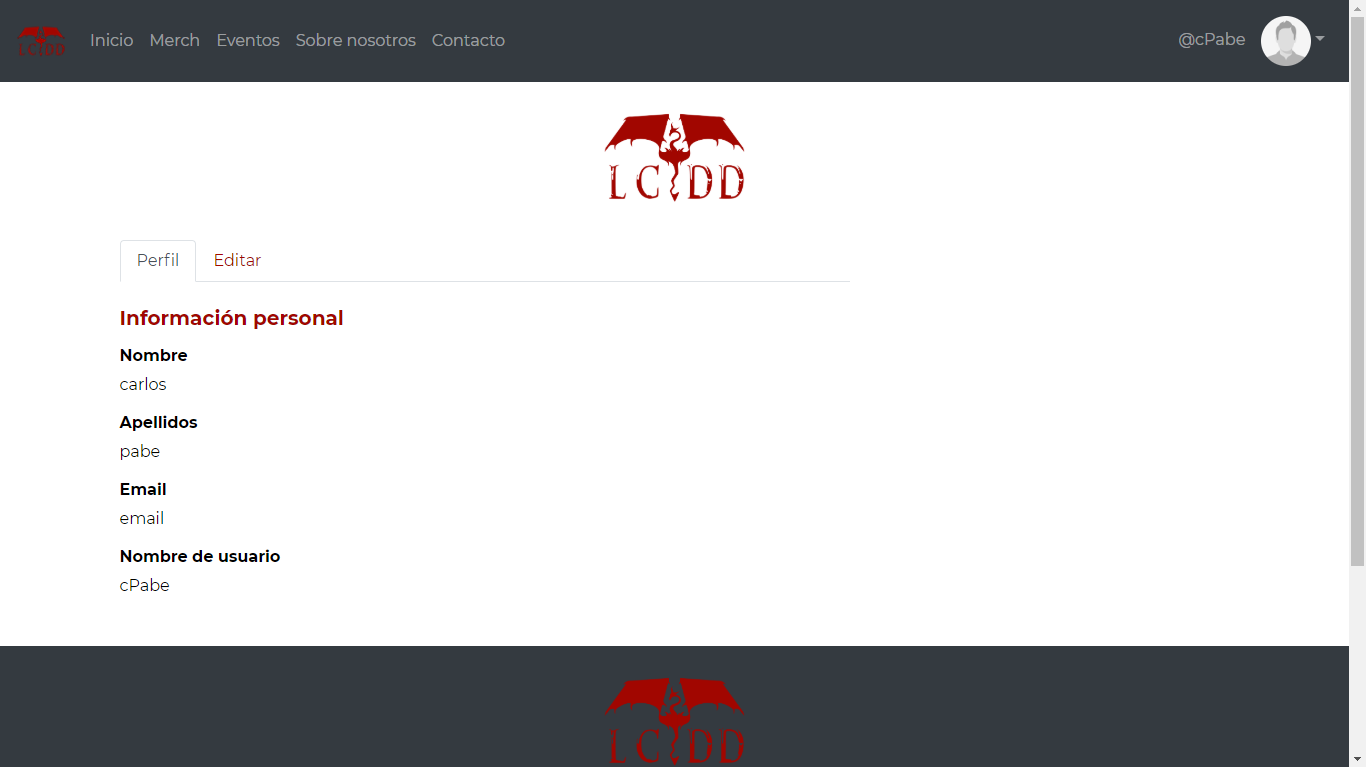 LCDD
Inicio Merch Eventos Sobre nosotros Contacto @cPabe
LCDD
Perfil Editar
Información personal
Nombre
carlos
Apellidos
pabe
Email
email
Nombre de usuario
cPabe
LCDD